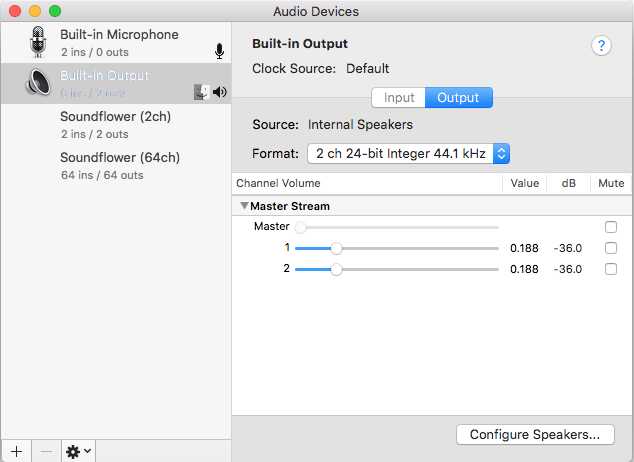 Audio Devices
Built-in Microphone
2 ins / 0 outs
Built-in Output
0 ins / 2 outs
Soundflower (2ch)
2 ins / 2 outs
Soundflower (64ch)
64 ins / 64 outs
Built-in Output
?
Clock Source: Default
Input Output
Source: Internal Speakers
Format: 2 ch 24-bit Integer 44.1 kHz
Channel Volume Value dB Mute
Master Stream
Master
1 0.188 -36.0
2 0.188 -36.0
Configure Speakers...